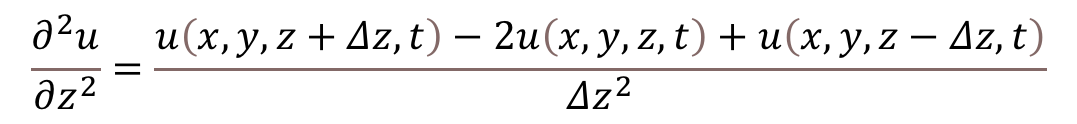 ∂²u/∂z² = (u(x, y, z + Δz, t) − 2u(x, y, z, t) + u(x, y, z − Δz, t))/Δz²